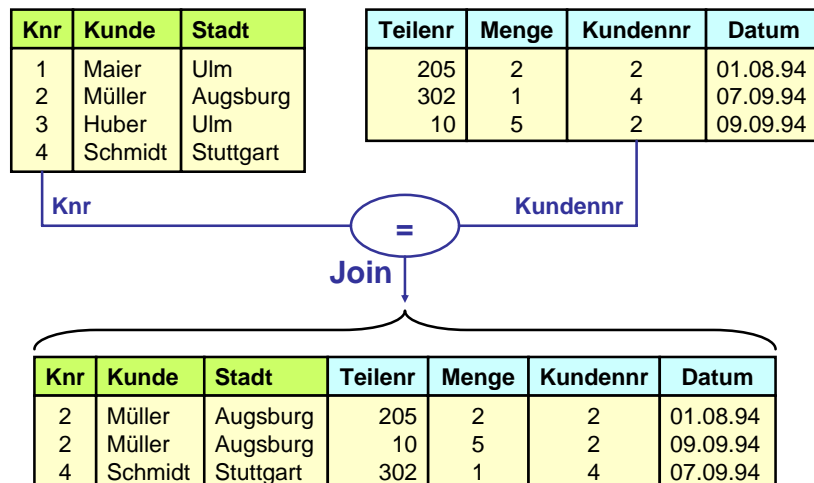 Knr Kunde Stadt Teilenr Menge Kundennr Datum
1 Maier Ulm 205 2 2 01.08.94
2 Müller Augsburg 302 1 4 07.09.94
3 Huber Ulm 10 5 2 09.09.94
4 Schmidt Stuttgart
Knr Kundennr
=
Join
Knr Kunde Stadt Teilenr Menge Kundennr Datum
2 Müller Augsburg 205 2 2 01.08.94
2 Müller Augsburg 10 5 2 09.09.94
4 Schmidt Stuttgart 302 1 4 07.09.94